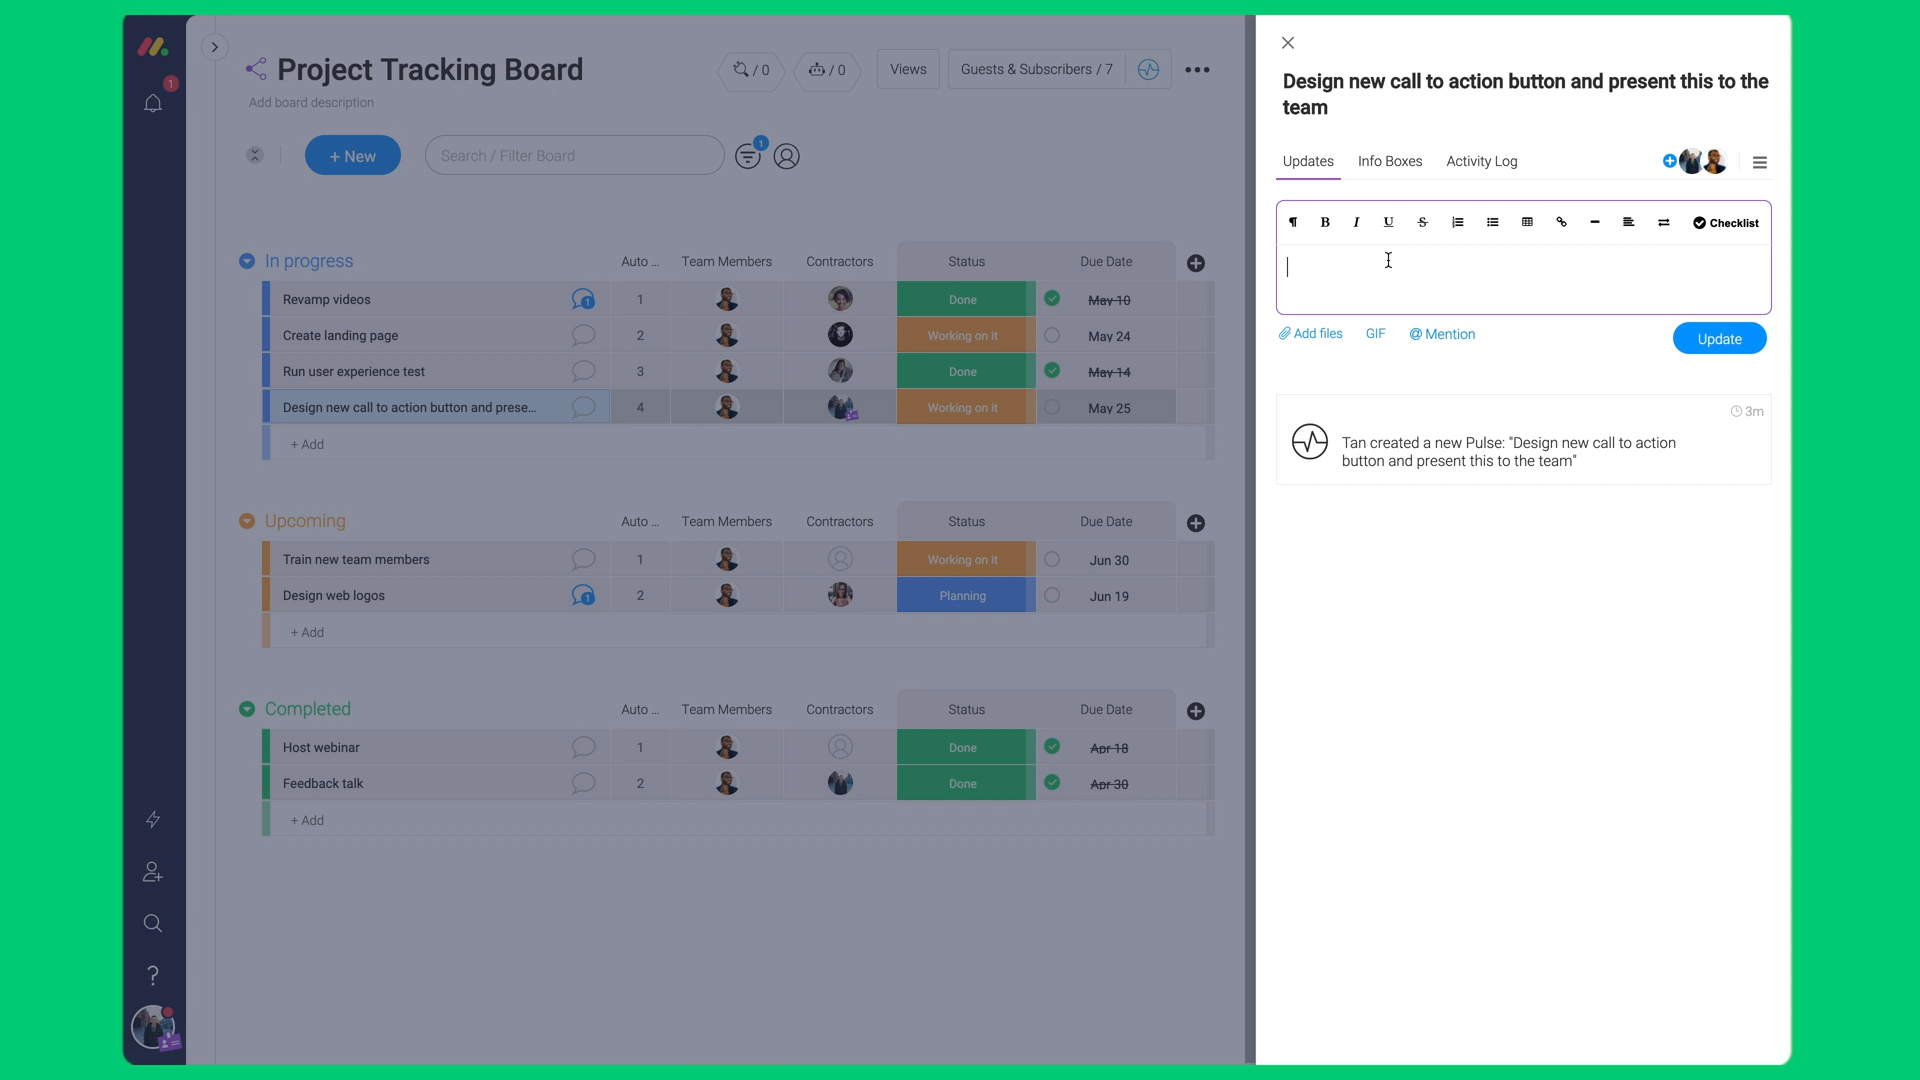 1
Project Tracking Board
/ 0
/ 0
Views
Guests & Subscribers / 7
Add board description
+ New
Search / Filter Board
1
In progress
Auto ...
Team Members
Contractors
Status
Due Date
Revamp videos
1
1
Done
May 10
Create landing page
2
Working on it
May 24
Run user experience test
3
Done
May 14
Design new call to action button and prese...
4
Working on it
May 25
+ Add
Upcoming
Auto ...
Team Members
Contractors
Status
Due Date
Train new team members
1
Working on it
Jun 30
Design web logos
1
2
Planning
Jun 19
+ Add
Completed
Auto ...
Team Members
Contractors
Status
Due Date
Host webinar
1
Done
Apr 18
Feedback talk
2
Done
Apr 30
+ Add
?
Design new call to action button and present this to the
team
Updates
Info Boxes
Activity Log
¶ B I U S
Checklist
Add files
GIF
@ Mention
Update
3m
Tan created a new Pulse: "Design new call to action
button and present this to the team"